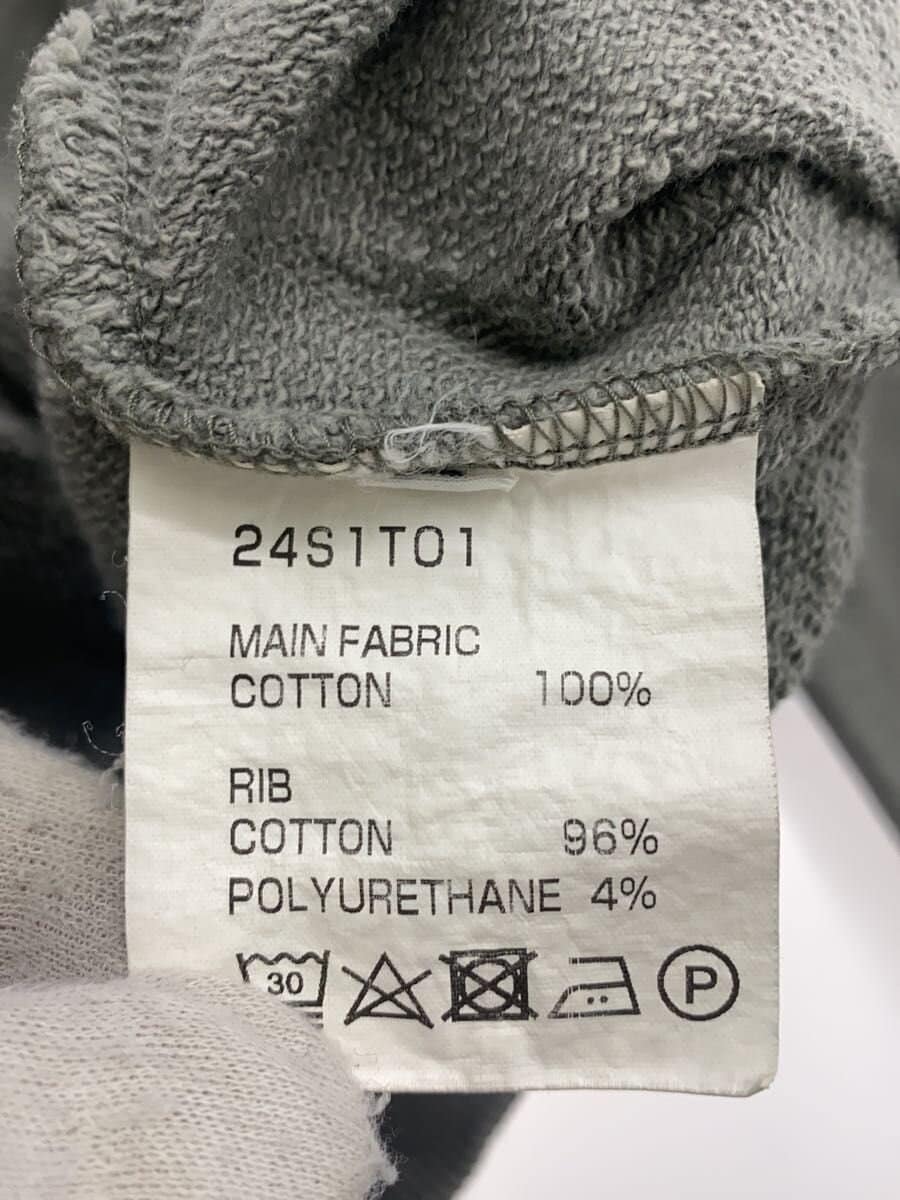 24S1T01
MAIN FABRIC
COTTON 100%
RIB
COTTON 96%
POLYURETHANE 4%
30
P